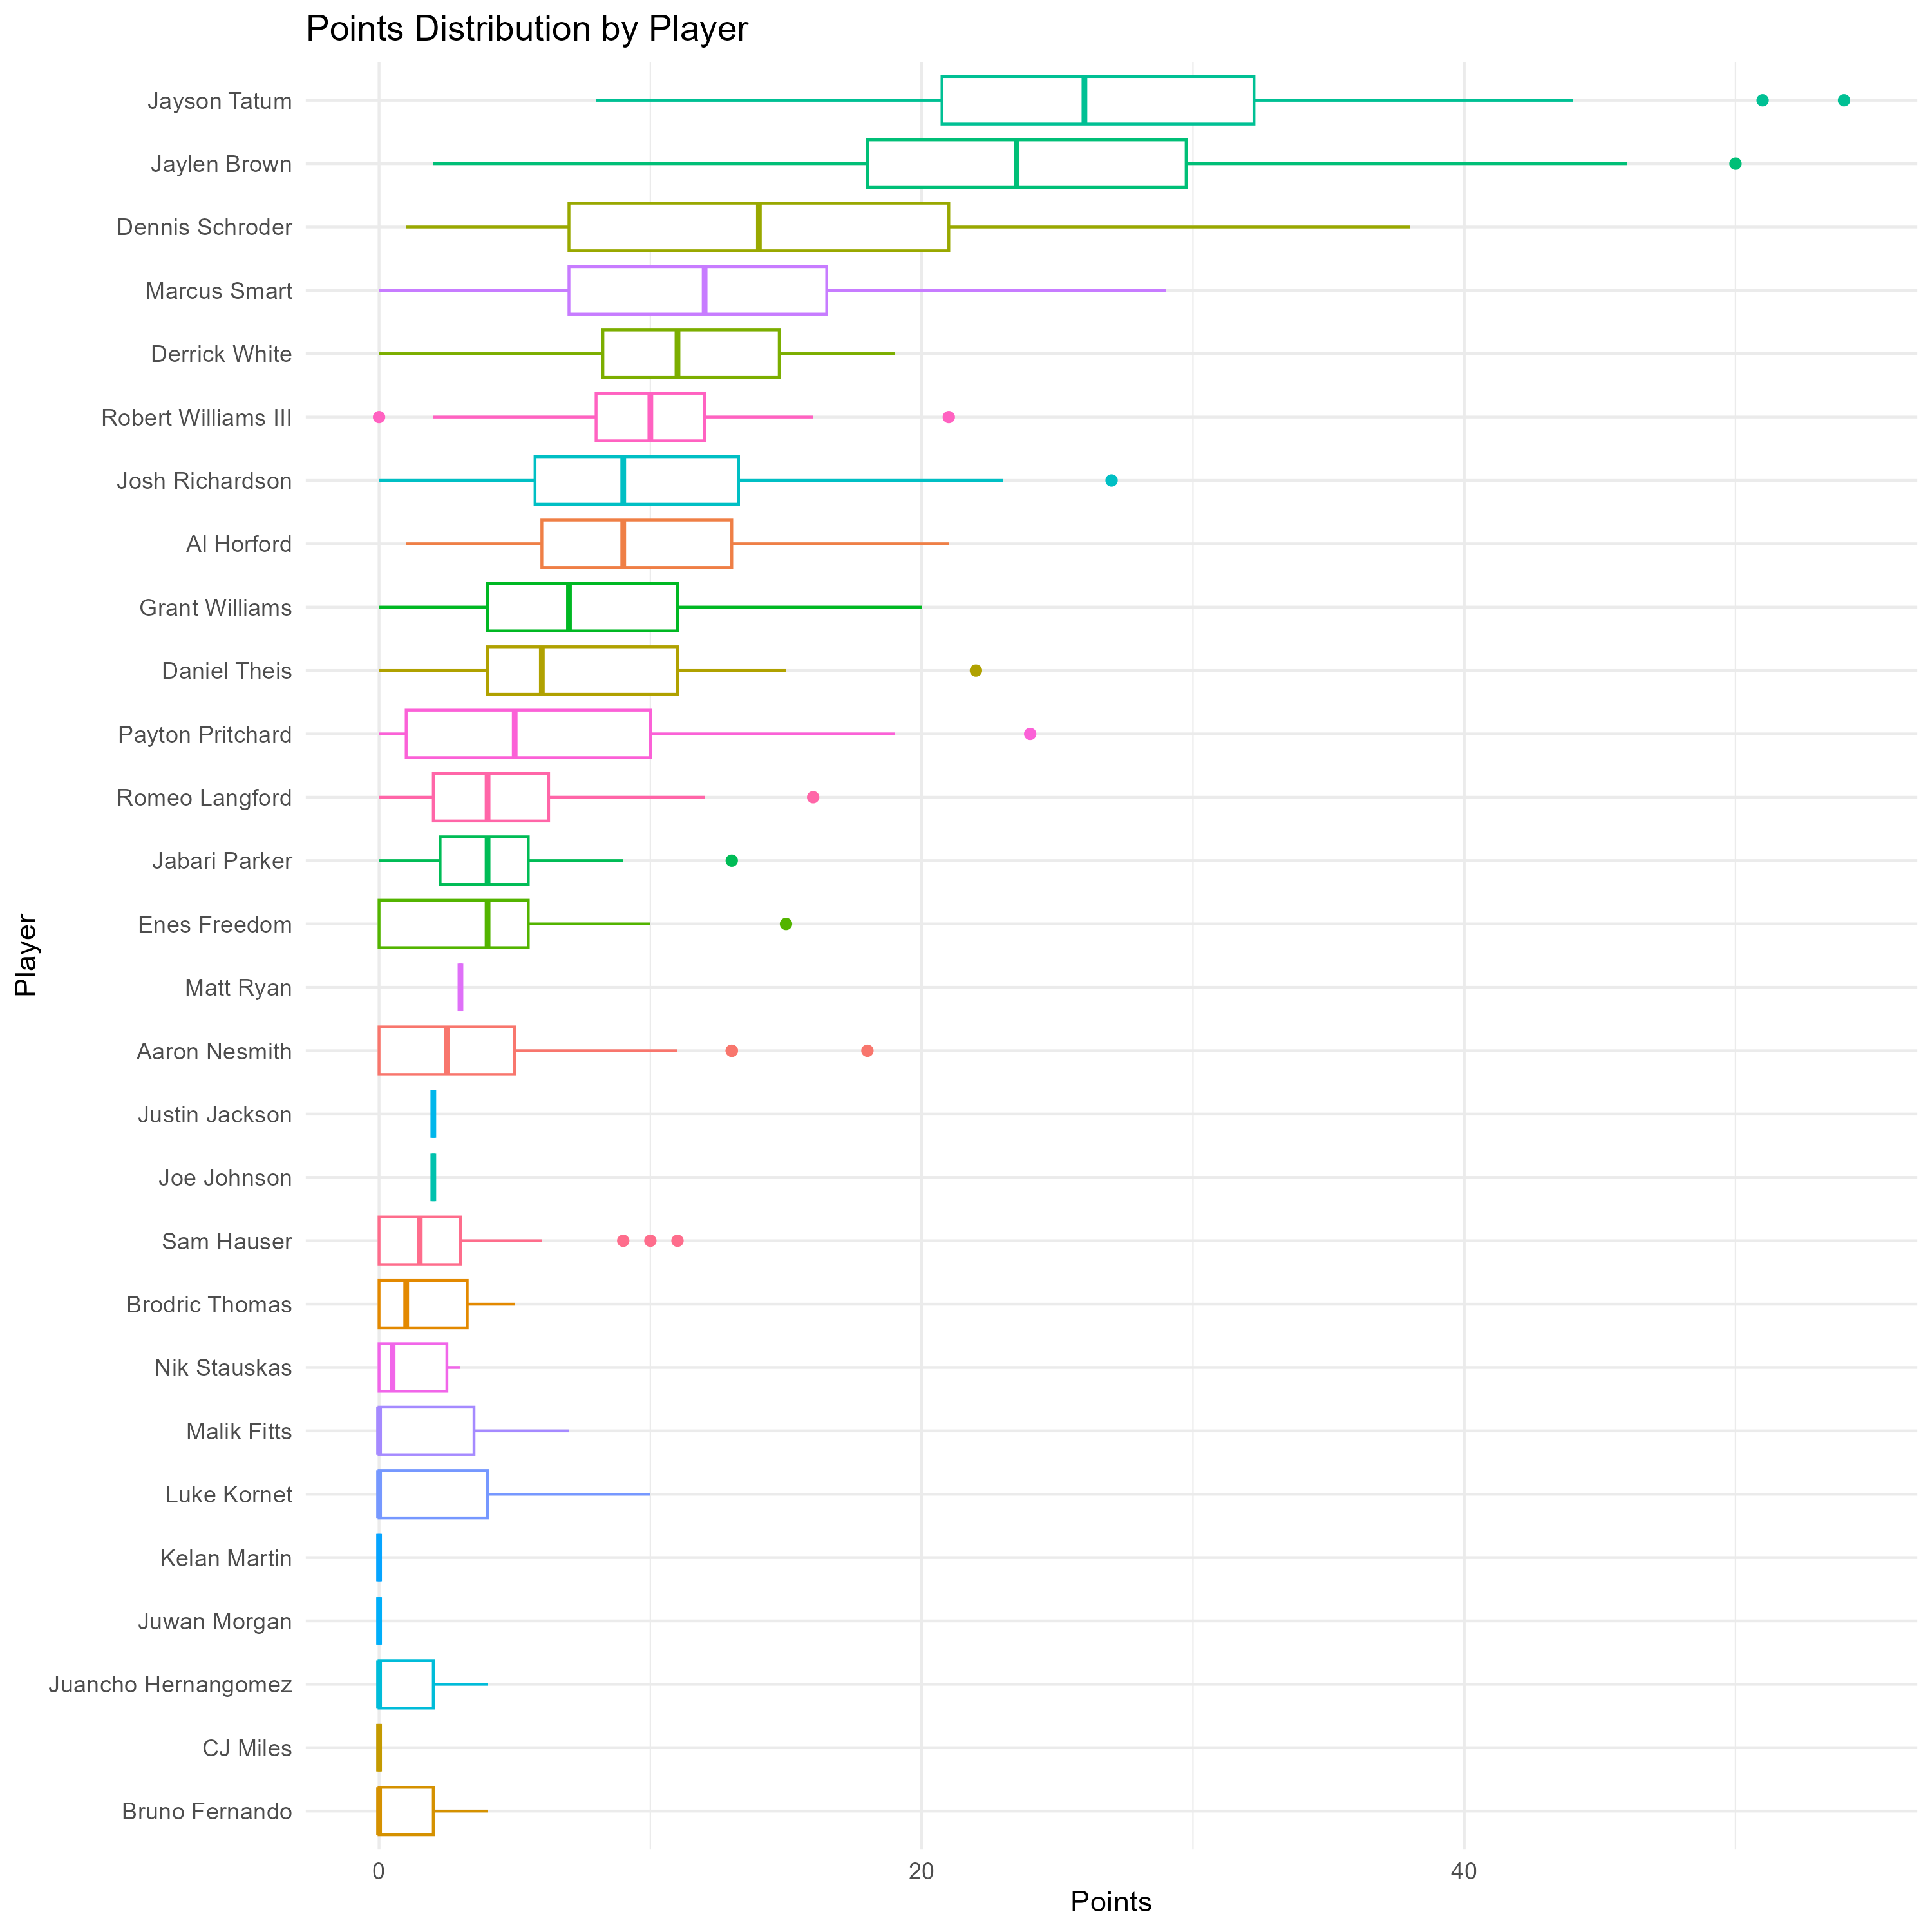 Points Distribution by Player
Jayson Tatum
Jaylen Brown
Dennis Schroder
Marcus Smart
Derrick White
Robert Williams III
Josh Richardson
Al Horford
Grant Williams
Daniel Theis
Payton Pritchard
Romeo Langford
Jabari Parker
Enes Freedom
Matt Ryan
Aaron Nesmith
Justin Jackson
Joe Johnson
Sam Hauser
Brodric Thomas
Nik Stauskas
Malik Fitts
Luke Kornet
Kelan Martin
Juwan Morgan
Juancho Hernangomez
CJ Miles
Bruno Fernando
Player
0 20 40
Points